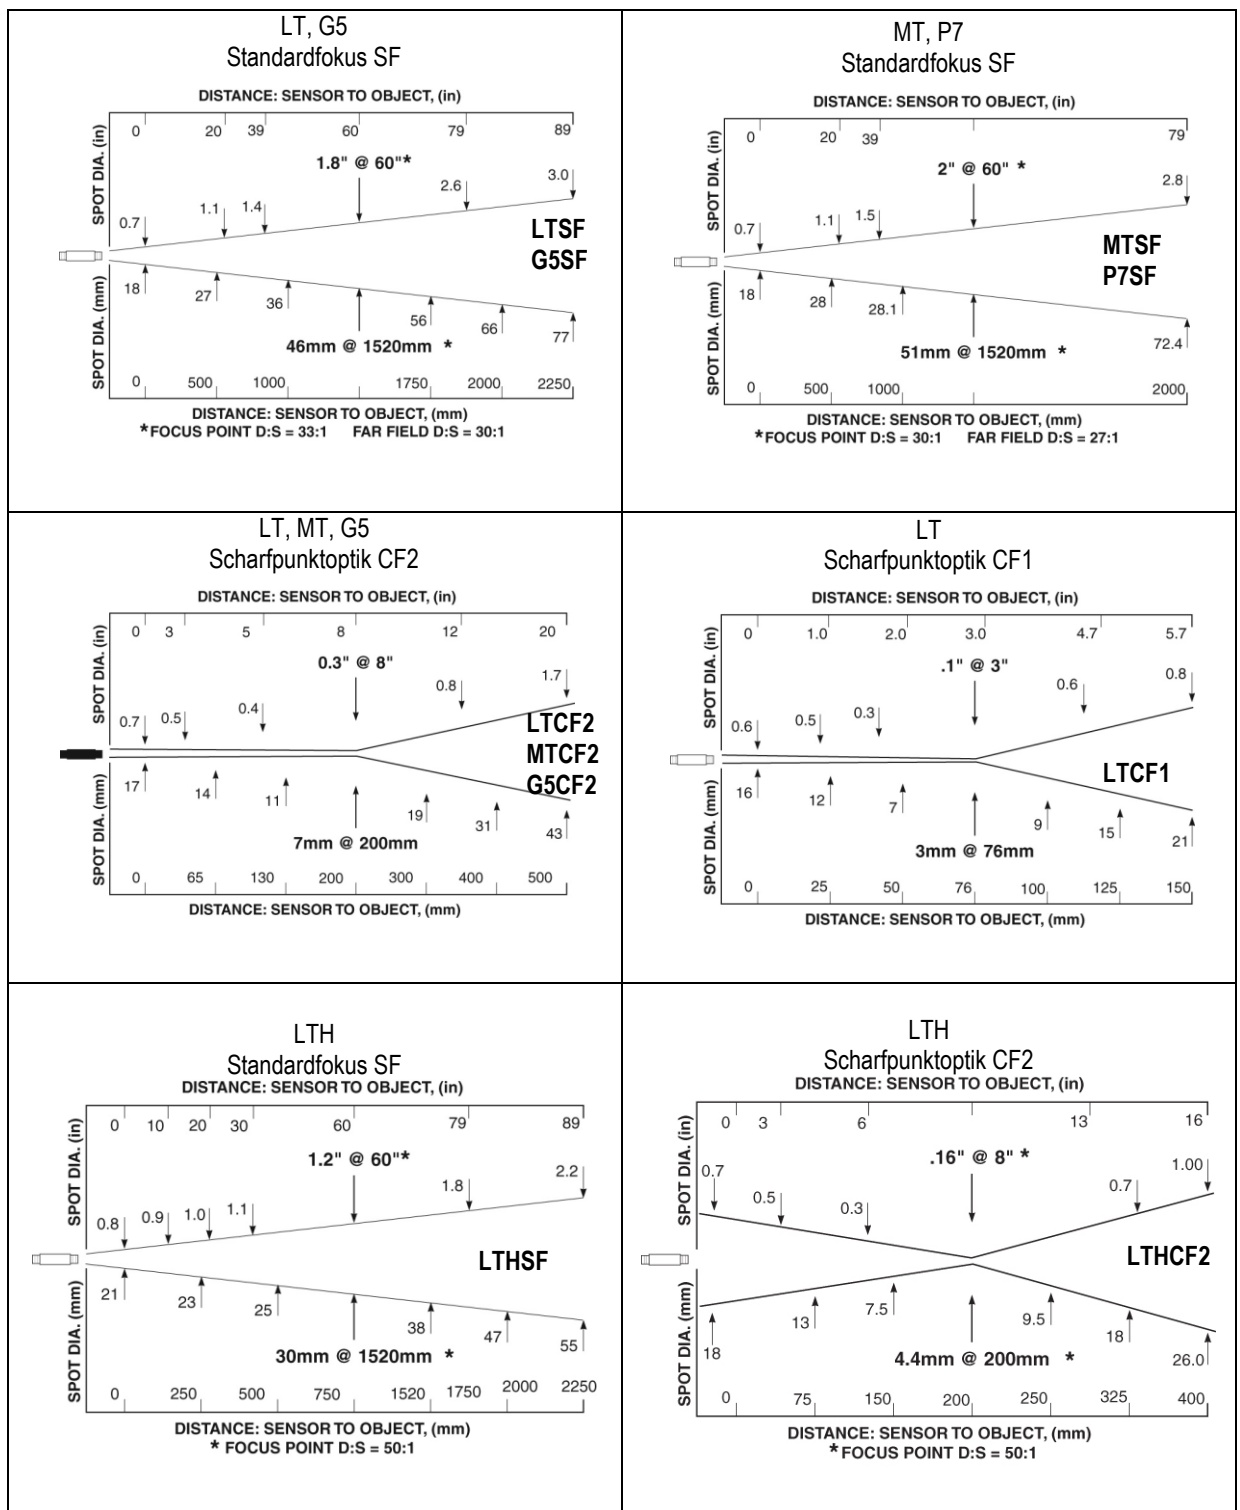 LT, G5
Standardfokus SF
DISTANCE: SENSOR TO OBJECT, (in)
0 20 39 60 79 89
SPOT DIA. (in)
1.8" @ 60"*
0.7 1.1 1.4 2.6 3.0
LTSF
G5SF
SPOT DIA. (mm)
18 27 36 56 66 77
46mm @ 1520mm *
0 500 1000 1750 2000 2250
DISTANCE: SENSOR TO OBJECT, (mm)
*FOCUS POINT D:S = 33:1 FAR FIELD D:S = 30:1
MT, P7
Standardfokus SF
DISTANCE: SENSOR TO OBJECT, (in)
0 20 39 79
SPOT DIA. (in)
2" @ 60" *
0.7 1.1 1.5 2.8
MTSF
P7SF
SPOT DIA. (mm)
18 28 28.1 72.4
51mm @ 1520mm *
0 500 1000 2000
DISTANCE: SENSOR TO OBJECT, (mm)
*FOCUS POINT D:S = 30:1 FAR FIELD D:S = 27:1
LT, MT, G5
Scharfpunktoptik CF2
DISTANCE: SENSOR TO OBJECT, (in)
0 3 5 8 12 20
SPOT DIA. (in)
0.3" @ 8"
0.7 0.5 0.4 0.8 1.7
LTCF2
MTCF2
G5CF2
SPOT DIA. (mm)
17 14 11 19 31 43
7mm @ 200mm
0 65 130 200 300 400 500
DISTANCE: SENSOR TO OBJECT, (mm)
LT
Scharfpunktoptik CF1
DISTANCE: SENSOR TO OBJECT, (in)
0 1.0 2.0 3.0 4.7 5.7
SPOT DIA. (in)
.1" @ 3"
0.6 0.5 0.3 0.6 0.8
LTCF1
SPOT DIA. (mm)
16 12 7 9 15 21
3mm @ 76mm
0 25 50 76 100 125 150
DISTANCE: SENSOR TO OBJECT, (mm)
LTH
Standardfokus SF
DISTANCE: SENSOR TO OBJECT, (in)
0 10 20 30 60 79 89
SPOT DIA. (in)
1.2" @ 60"*
0.8 0.9 1.0 1.1 1.8 2.2
LTHSF
SPOT DIA. (mm)
21 23 25 38 47 55
30mm @ 1520mm *
0 250 500 750 1520 1750 2000 2250
DISTANCE: SENSOR TO OBJECT, (mm)
* FOCUS POINT D:S = 50:1
LTH
Scharfpunktoptik CF2
DISTANCE: SENSOR TO OBJECT, (in)
0 3 6 13 16
SPOT DIA. (in)
.16" @ 8" *
0.7 0.5 0.3 0.7 1.00
LTHCF2
SPOT DIA. (mm)
18 13 7.5 9.5 18 26.0
4.4mm @ 200mm *
0 75 150 200 250 325 400
DISTANCE: SENSOR TO OBJECT, (mm)
*FOCUS POINT D:S = 50:1